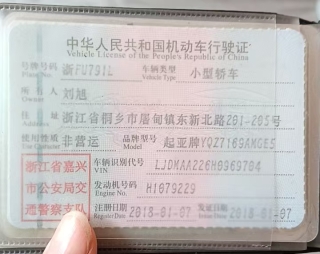 中华人民共和国机动车行驶证
Vehicle License of the People's Republic of China
号牌号码 浙FU791L 车辆类型 小型轿车
Plate No. Vehicle Type
所有人 刘旭
Owner
住址 浙江省桐乡市屠甸镇东新北路201-203号
Address
使用性质 非营运 品牌型号 起亚牌YQZ7169AMGE5
Use Character Model
浙江省嘉兴 车辆识别代号 LJDMAA226H0969704
VIN
市公安局交 发动机号码 H1079229
Engine No.
通警察支队 注册日期 2018-01-07 发证日期 2018-01-07
Register Date Issue Date